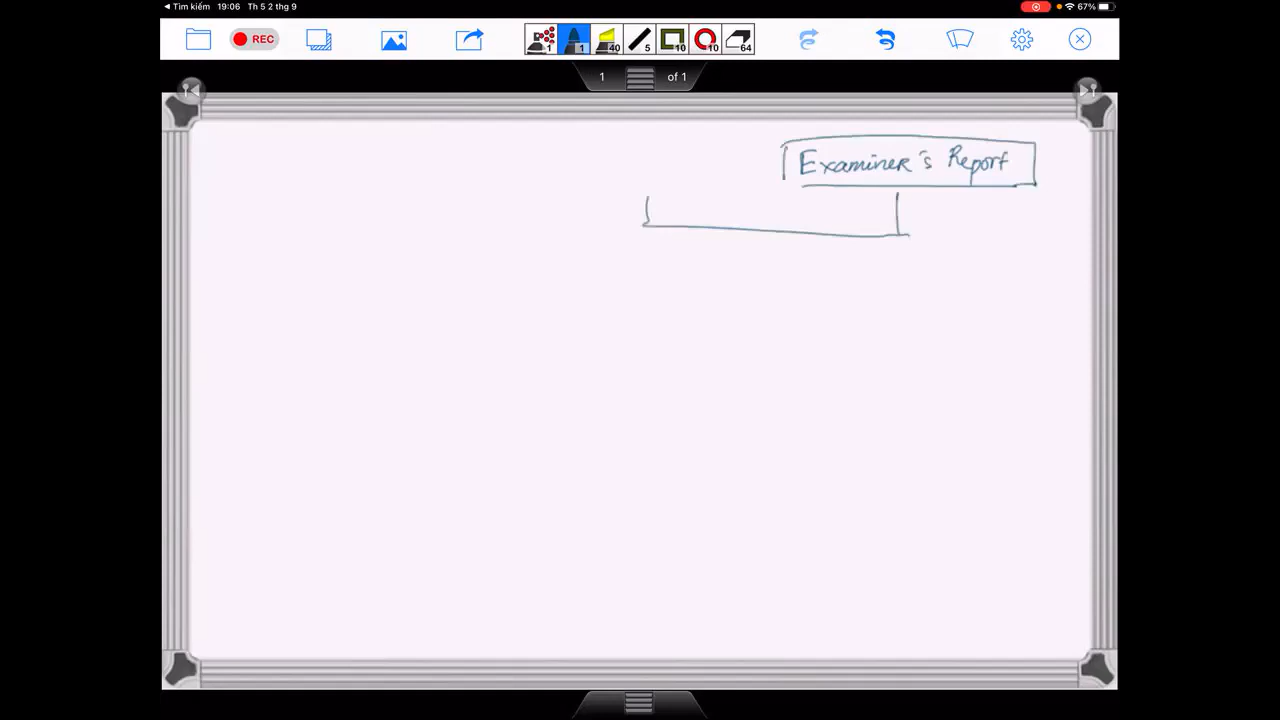 Tìm kiếm 19:06 Th 5 2 thg 9 67%
REC 1 40 5 10 10 64
1 of 1
Examiner's Report